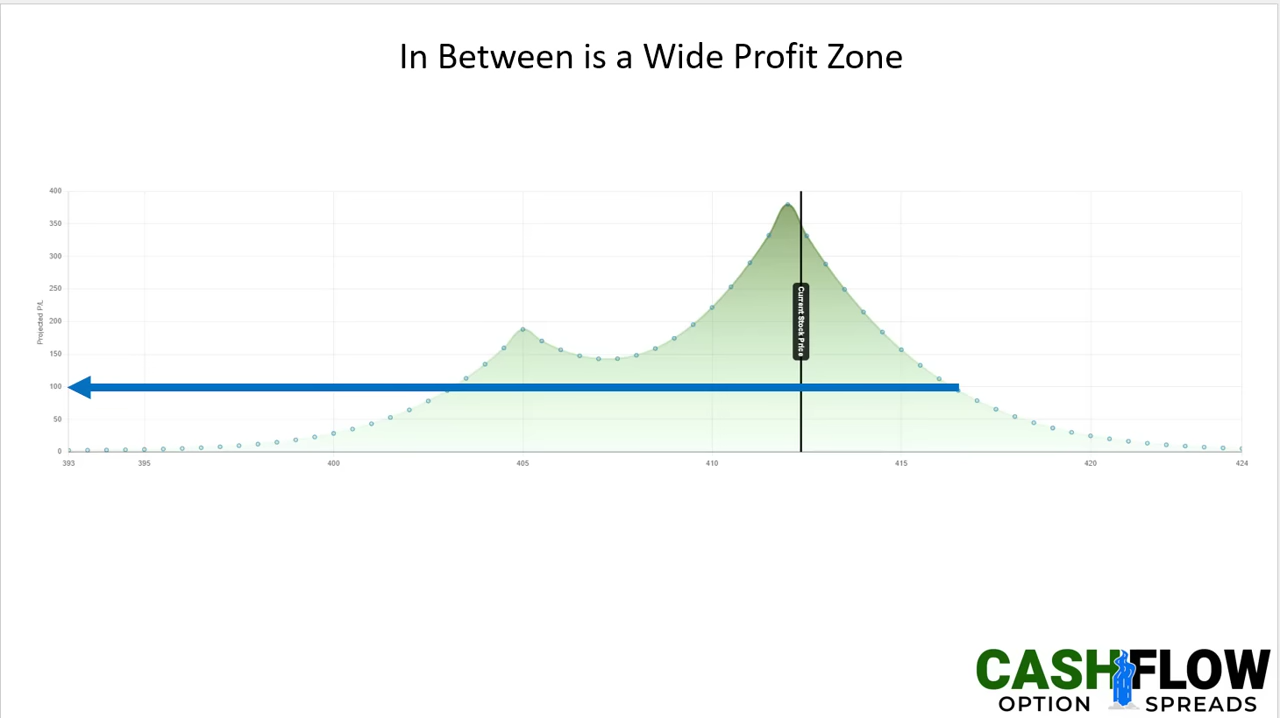 In Between is a Wide Profit Zone
400
350
300
250
200
150
100
50
0
Projected P/L
Current Stock Price
393 395 400 405 410 415 420 424
CASHFLOW
OPTION SPREADS